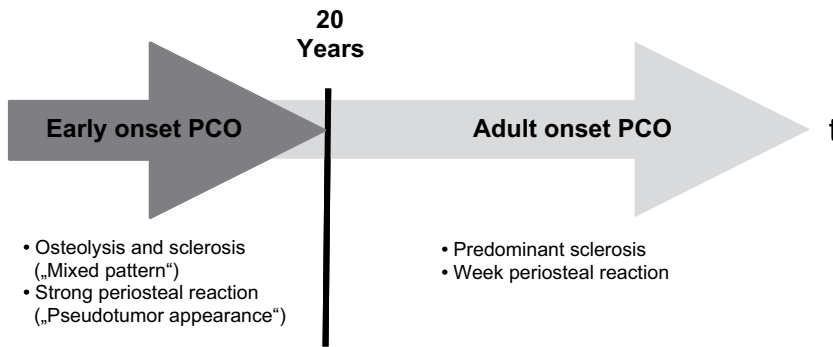 20
Years
Early onset PCO
Adult onset PCO
t
• Osteolysis and sclerosis
(„Mixed pattern“)
• Strong periosteal reaction
(„Pseudotumor appearance“)
• Predominant sclerosis
• Week periosteal reaction